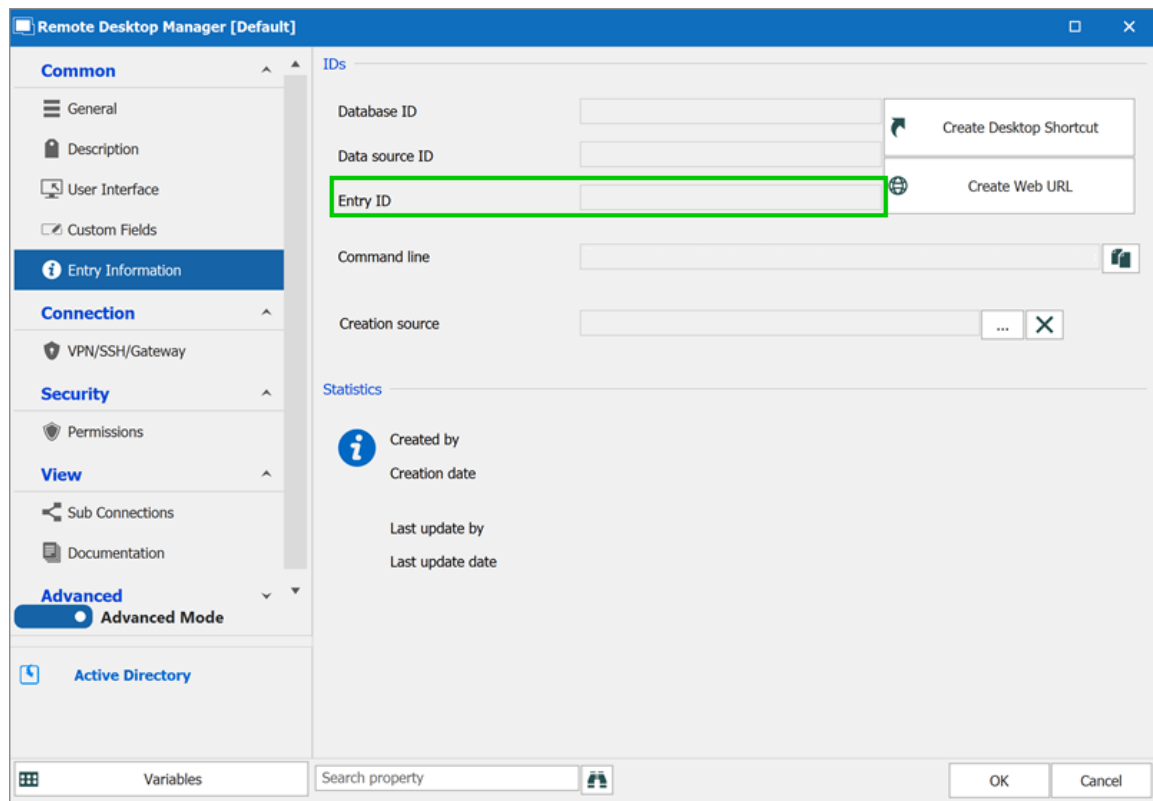 Remote Desktop Manager [Default]
Common
General
Description
User Interface
Custom Fields
Entry Information
Connection
VPN/SSH/Gateway
Security
Permissions
View
Sub Connections
Documentation
Advanced
Advanced Mode
Active Directory
Variables
IDs
Database ID
Data source ID
Entry ID
Create Desktop Shortcut
Create Web URL
Command line
Creation source
...
Statistics
Created by
Creation date
Last update by
Last update date
Search property
OK
Cancel